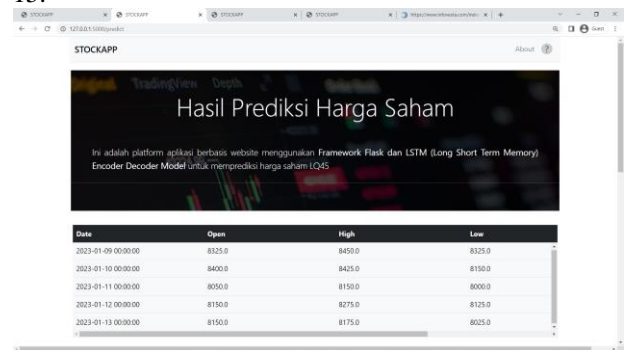 STOCKAPP
STOCKAPP
STOCKAPP
STOCKAPP
127.0.0.1:5000/predict
Guest
STOCKAPP
About ?
TradingView Depth
Hasil Prediksi Harga Saham
Ini adalah platform aplikasi berbasis website menggunakan Framework Flask dan LSTM (Long Short Term Memory)
Encoder Decoder Model untuk memprediksi harga saham LQ45
Date Open High Low
2023-01-09 00:00:00 8325.0 8450.0 8325.0
2023-01-10 00:00:00 8400.0 8425.0 8150.0
2023-01-11 00:00:00 8050.0 8150.0 8000.0
2023-01-12 00:00:00 8150.0 8275.0 8125.0
2023-01-13 00:00:00 8150.0 8175.0 8025.0